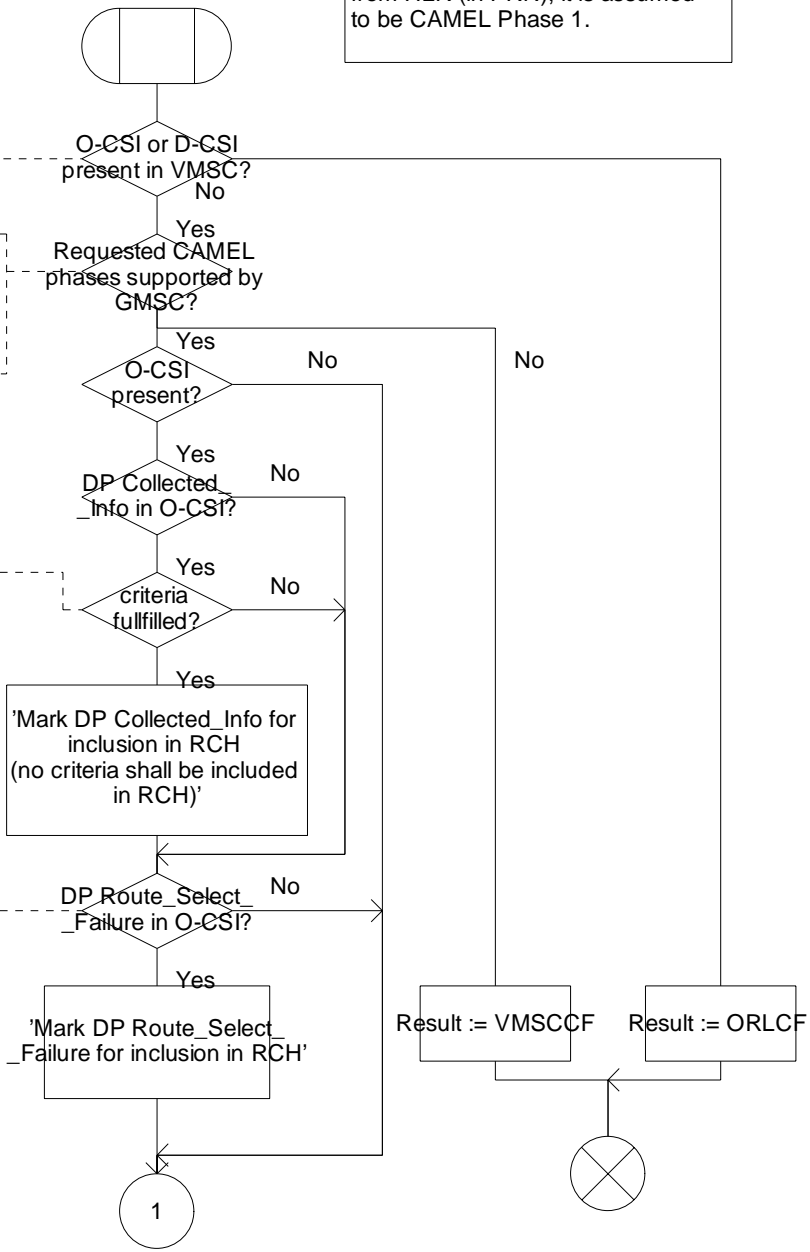 to be CAMEL Phase 1.
O-CSI or D-CSI
present in VMSC?
No
Yes
Requested CAMEL
phases supported by
GMSC?
Yes
No
No
O-CSI
present?
Yes
No
DP Collected_
_Info in O-CSI?
Yes
No
criteria
fullfilled?
Yes
'Mark DP Collected_Info for
inclusion in RCH
(no criteria shall be included
in RCH)'
DP Route_Select_
_Failure in O-CSI?
No
Yes
'Mark DP Route_Select_
_Failure for inclusion in RCH'
Result := VMSCCF
Result := ORLCF
1